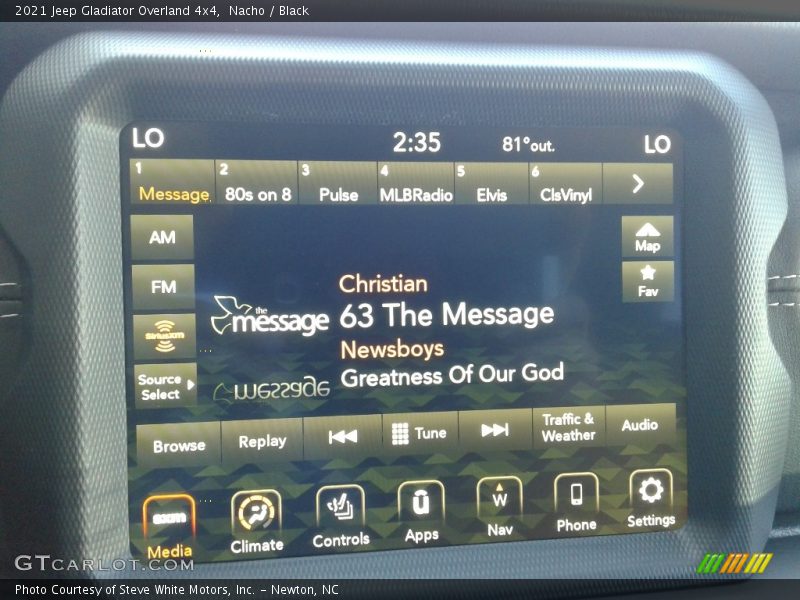 2021 Jeep Gladiator Overland 4x4,  Nacho / Black
LO 2:35 81°out. LO
1 Message 2 80s on 8 3 Pulse 4 MLBRadio 5 Elvis 6 ClsVinyl
AM
Map
FM
Fav
Christian
the message 63 The Message
siriusxm
Newsboys
Source Select
message
Greatness Of Our God
Browse Replay Tune Traffic & Weather Audio
W
siriusxm
Media Climate Controls Apps Nav Phone Settings
GTCARLOT.COM
Photo Courtesy of Steve White Motors, Inc. – Newton, NC